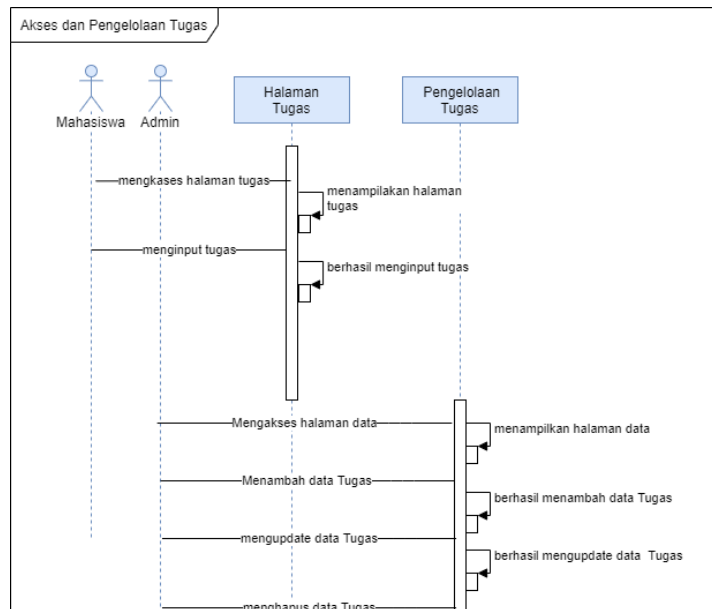 Akses dan Pengelolaan Tugas
Mahasiswa
Admin
Halaman
Tugas
Pengelolaan
Tugas
mengkases halaman tugas
menampilakan halaman
tugas
menginput tugas
berhasil menginput tugas
Mengakses halaman data
menampilkan halaman data
Menambah data Tugas
berhasil menambah data Tugas
mengupdate data Tugas
berhasil mengupdate data Tugas
menghapus data Tugas